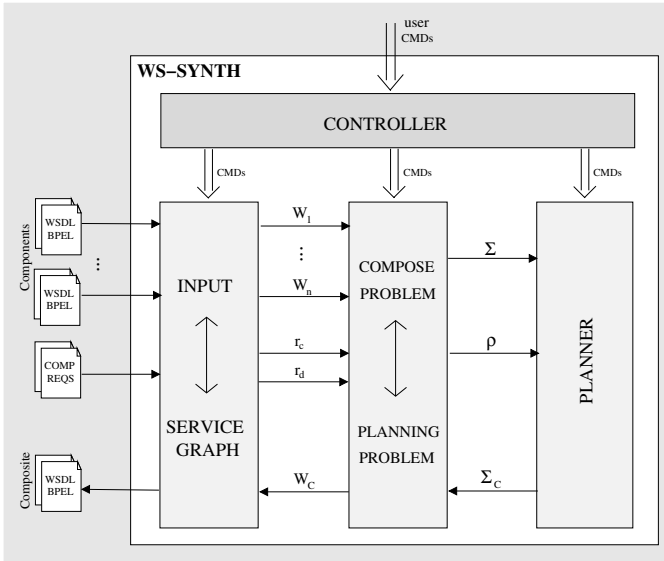 user
CMDs
WS–SYNTH
CONTROLLER
CMDs
CMDs
CMDs
Components
WSDL
BPEL
...
WSDL
BPEL
COMP
REQS
Composite
WSDL
BPEL
INPUT
SERVICE
GRAPH
W1
...
Wn
rc
rd
WC
COMPOSE
PROBLEM
PLANNING
PROBLEM
Σ
ρ
ΣC
PLANNER